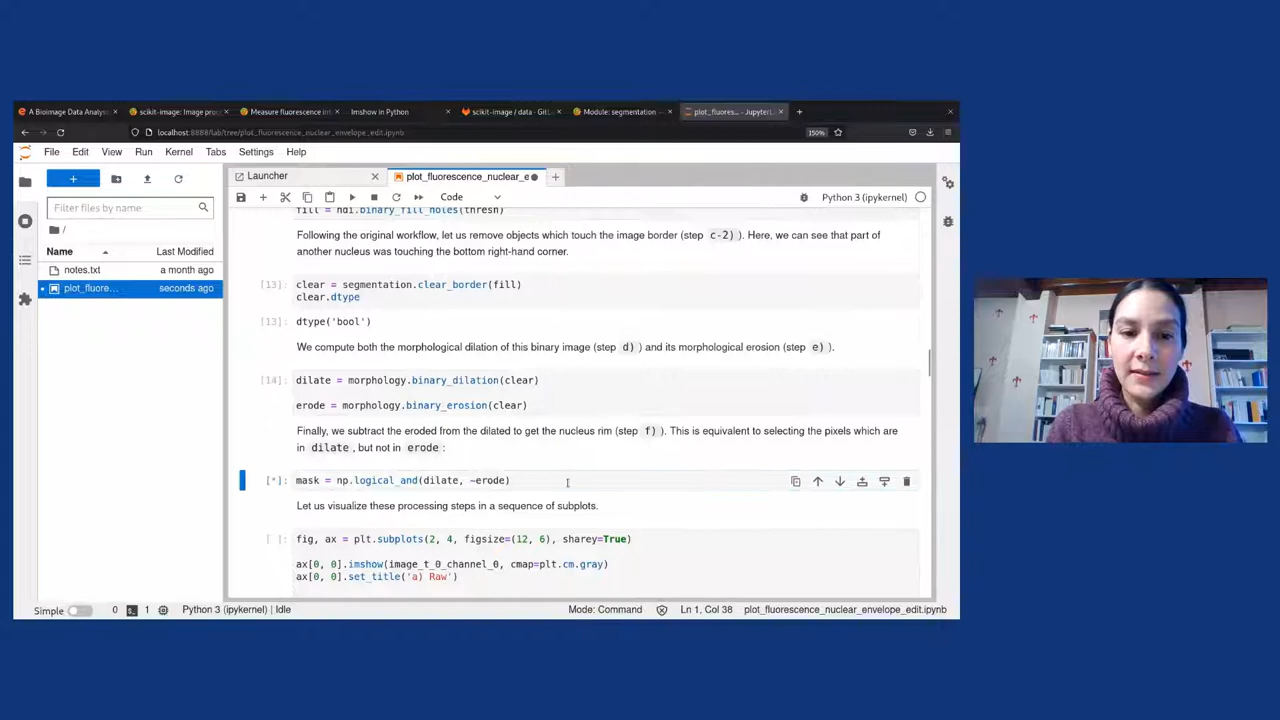 A Bioimage Data Analys
scikit-image: Image proc
Measure fluorescence int
Imshow in Python
scikit-image / data · GitL
Module: segmentation —
plot_fluores... - JupyterL
localhost:8888/lab/tree/plot_fluorescence_nuclear_envelope_edit.ipynb
150%
File Edit View Run Kernel Tabs Settings Help
Launcher
plot_fluorescence_nuclear_e
Code
Python 3 (ipykernel)
Filter files by name
/
Name Last Modified
notes.txt a month ago
plot_fluore... seconds ago
Following the original workflow, let us remove objects which touch the image border (step c-2) ). Here, we can see that part of
another nucleus was touching the bottom right-hand corner.
[13]: clear = segmentation.clear_border(fill)
clear.dtype
[13]: dtype('bool')
We compute both the morphological dilation of this binary image (step d) ) and its morphological erosion (step e) ).
[14]: dilate = morphology.binary_dilation(clear)
erode = morphology.binary_erosion(clear)
Finally, we subtract the eroded from the dilated to get the nucleus rim (step f) ). This is equivalent to selecting the pixels which are
in dilate , but not in erode :
[*]: mask = np.logical_and(dilate, ~erode)
Let us visualize these processing steps in a sequence of subplots.
[ ]: fig, ax = plt.subplots(2, 4, figsize=(12, 6), sharey=True)
ax[0, 0].imshow(image_t_0_channel_0, cmap=plt.cm.gray)
ax[0, 0].set_title('a) Raw')
Simple 0 1 Python 3 (ipykernel) | Idle Mode: Command Ln 1, Col 38 plot_fluorescence_nuclear_envelope_edit.ipynb